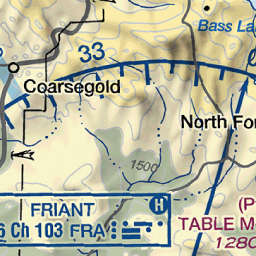 Bass La
33
Coarsegold
North For
1500
H
FRIANT
6 Ch 103 FRA
(P
TABLE M
1280